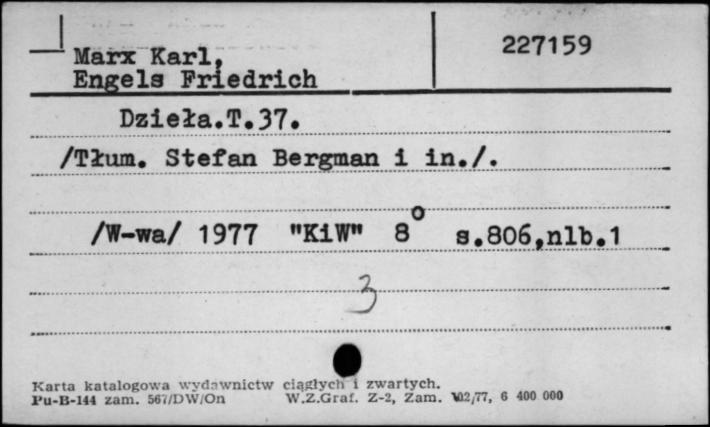 227159
Marx Karl,
Engels Friedrich
Dzieła.T.37.
/Tłum. Stefan Bergman i in./.
/W-wa/ 1977 "KiW" 8° s.806,nlb.1
3
Karta katalogowa wydawnictw ciągłych i zwartych.
Pu-B-144 zam. 567/DW/On W.Z.Graf. Z-2, Zam. 102/77, 6 400 000